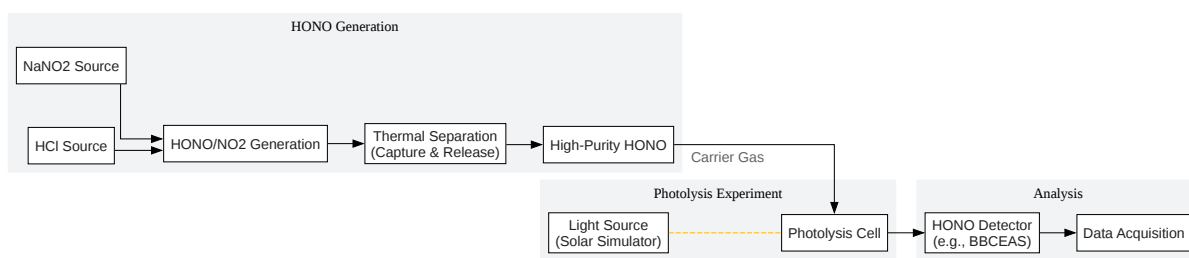 HONO Generation
NaNO2 Source
HCl Source
HONO/NO2 Generation
Thermal Separation
(Capture & Release)
High-Purity HONO
Carrier Gas
Photolysis Experiment
Light Source
(Solar Simulator)
Photolysis Cell
Analysis
HONO Detector
(e.g., BBCEAS)
Data Acquisition